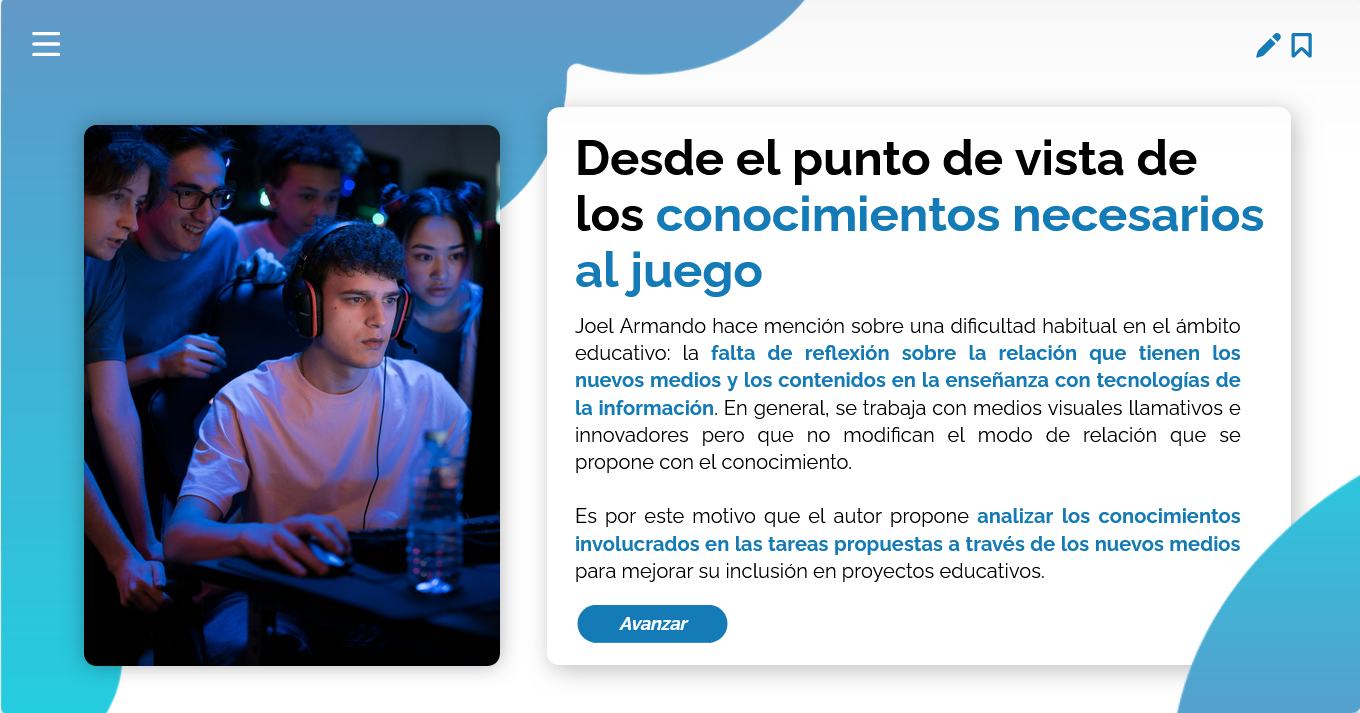 Desde el punto de vista de
los conocimientos necesarios
al juego
Joel Armando hace mención sobre una dificultad habitual en el ámbito
educativo: la falta de reflexión sobre la relación que tienen los
nuevos medios y los contenidos en la enseñanza con tecnologías de
la información. En general, se trabaja con medios visuales llamativos e
innovadores pero que no modifican el modo de relación que se
propone con el conocimiento.
Es por este motivo que el autor propone analizar los conocimientos
involucrados en las tareas propuestas a través de los nuevos medios
para mejorar su inclusión en proyectos educativos.
Avanzar